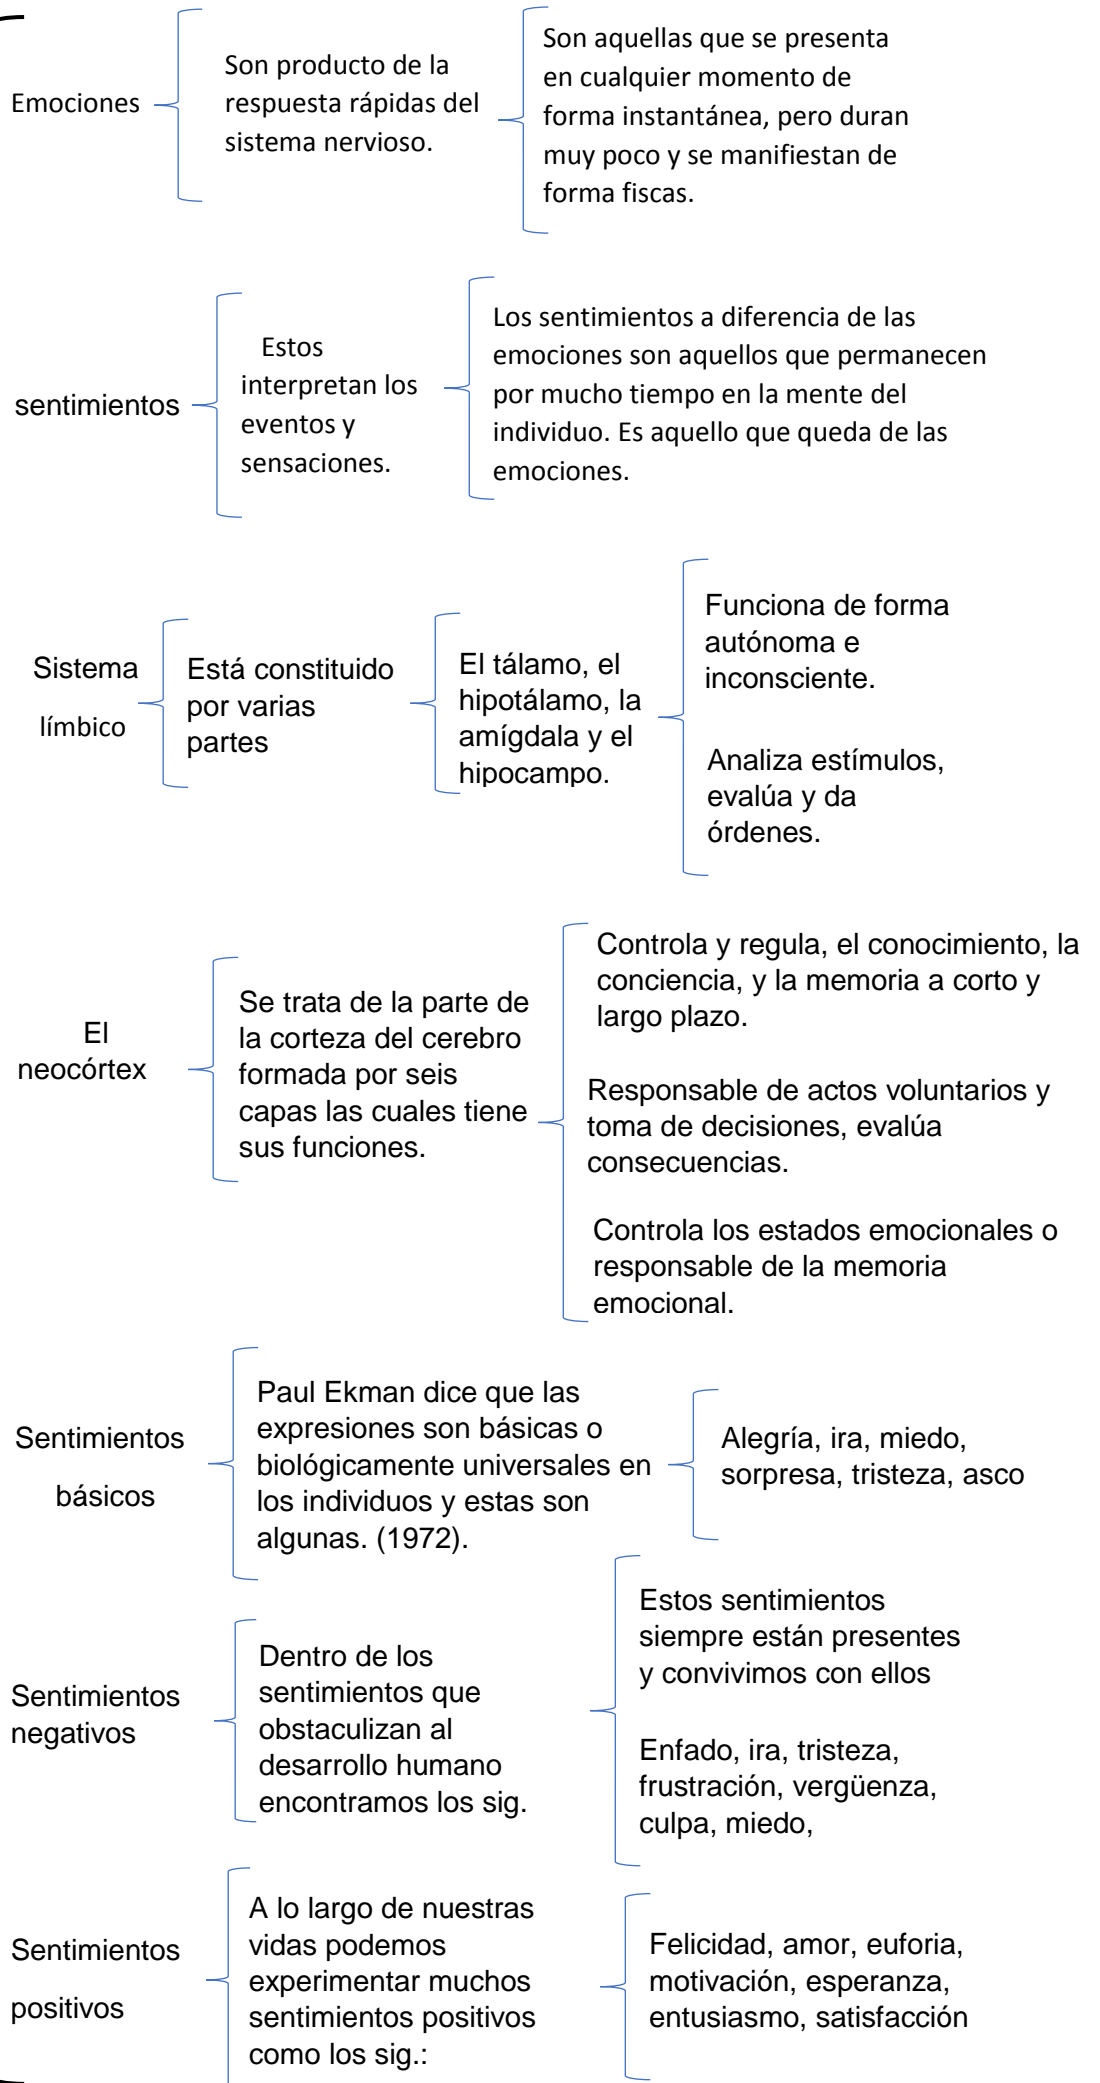 Emociones
Son producto de la
respuesta rápidas del
sistema nervioso.
Son aquellas que se presenta
en cualquier momento de
forma instantánea, pero duran
muy poco y se manifiestan de
forma fiscas.
sentimientos
Estos
interpretan los
eventos y
sensaciones.
Los sentimientos a diferencia de las
emociones son aquellos que permanecen
por mucho tiempo en la mente del
individuo. Es aquello que queda de las
emociones.
Sistema
límbico
Está constituido
por varias
partes
El tálamo, el
hipotálamo, la
amígdala y el
hipocampo.
Funciona de forma
autónoma e
inconsciente.
Analiza estímulos,
evalúa y da
órdenes.
El
neocórtex
Se trata de la parte de
la corteza del cerebro
formada por seis
capas las cuales tiene
sus funciones.
Controla y regula, el conocimiento, la
conciencia, y la memoria a corto y
largo plazo.
Responsable de actos voluntarios y
toma de decisiones, evalúa
consecuencias.
Controla los estados emocionales o
responsable de la memoria
emocional.
Sentimientos
básicos
Paul Ekman dice que las
expresiones son básicas o
biológicamente universales en
los individuos y estas son
algunas. (1972).
Alegría, ira, miedo,
sorpresa, tristeza, asco
Sentimientos
negativos
Dentro de los
sentimientos que
obstaculizan al
desarrollo humano
encontramos los sig.
Estos sentimientos
siempre están presentes
y convivimos con ellos
Enfado, ira, tristeza,
frustración, vergüenza,
culpa, miedo,
Sentimientos
positivos
A lo largo de nuestras
vidas podemos
experimentar muchos
sentimientos positivos
como los sig.:
Felicidad, amor, euforia,
motivación, esperanza,
entusiasmo, satisfacción